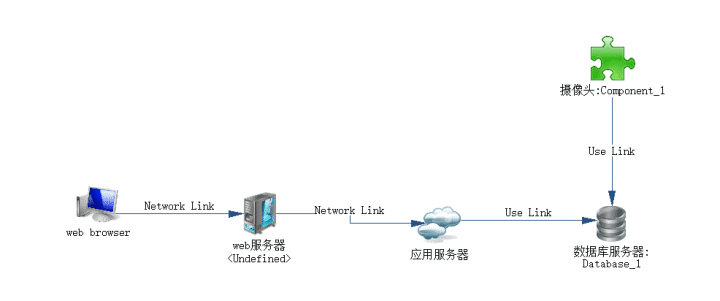 摄像头:Component_1
Use Link
Network Link
web browser
Network Link
web服务器
<Undefined>
Use Link
应用服务器
数据库服务器:
Database_1